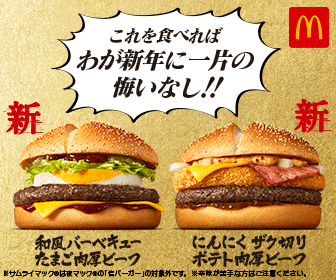 これを食べれば
わが新年に一片の
悔いなし!!
新
新
和風バーベキュー
たまご肉厚ビーフ
にんにく ザク切り
ポテト肉厚ビーフ
※サムライマック®は夜マック®の「倍バーガー」の対象外です。 ※辛味が苦手な方はご注意ください。